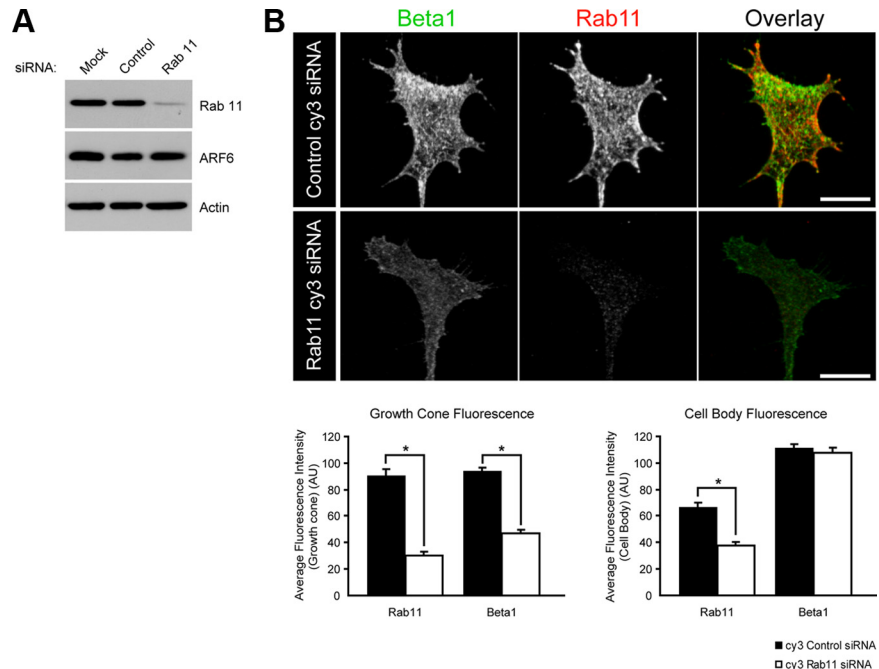 A
siRNA:
Mock
Control
Rab 11
Rab 11
ARF6
Actin
B
Beta1
Rab11
Overlay
Control cy3 siRNA
Rab11 cy3 siRNA
Growth Cone Fluorescence
Average Fluorescence Intensity
(Growth cone) (AU)
120
100
80
60
40
20
0
*
*
Rab11
Beta1
Cell Body Fluorescence
Average Fluorescence Intensity
(Cell Body) (AU)
120
100
80
60
40
20
0
*
Rab11
Beta1
cy3 Control siRNA
cy3 Rab11 siRNA